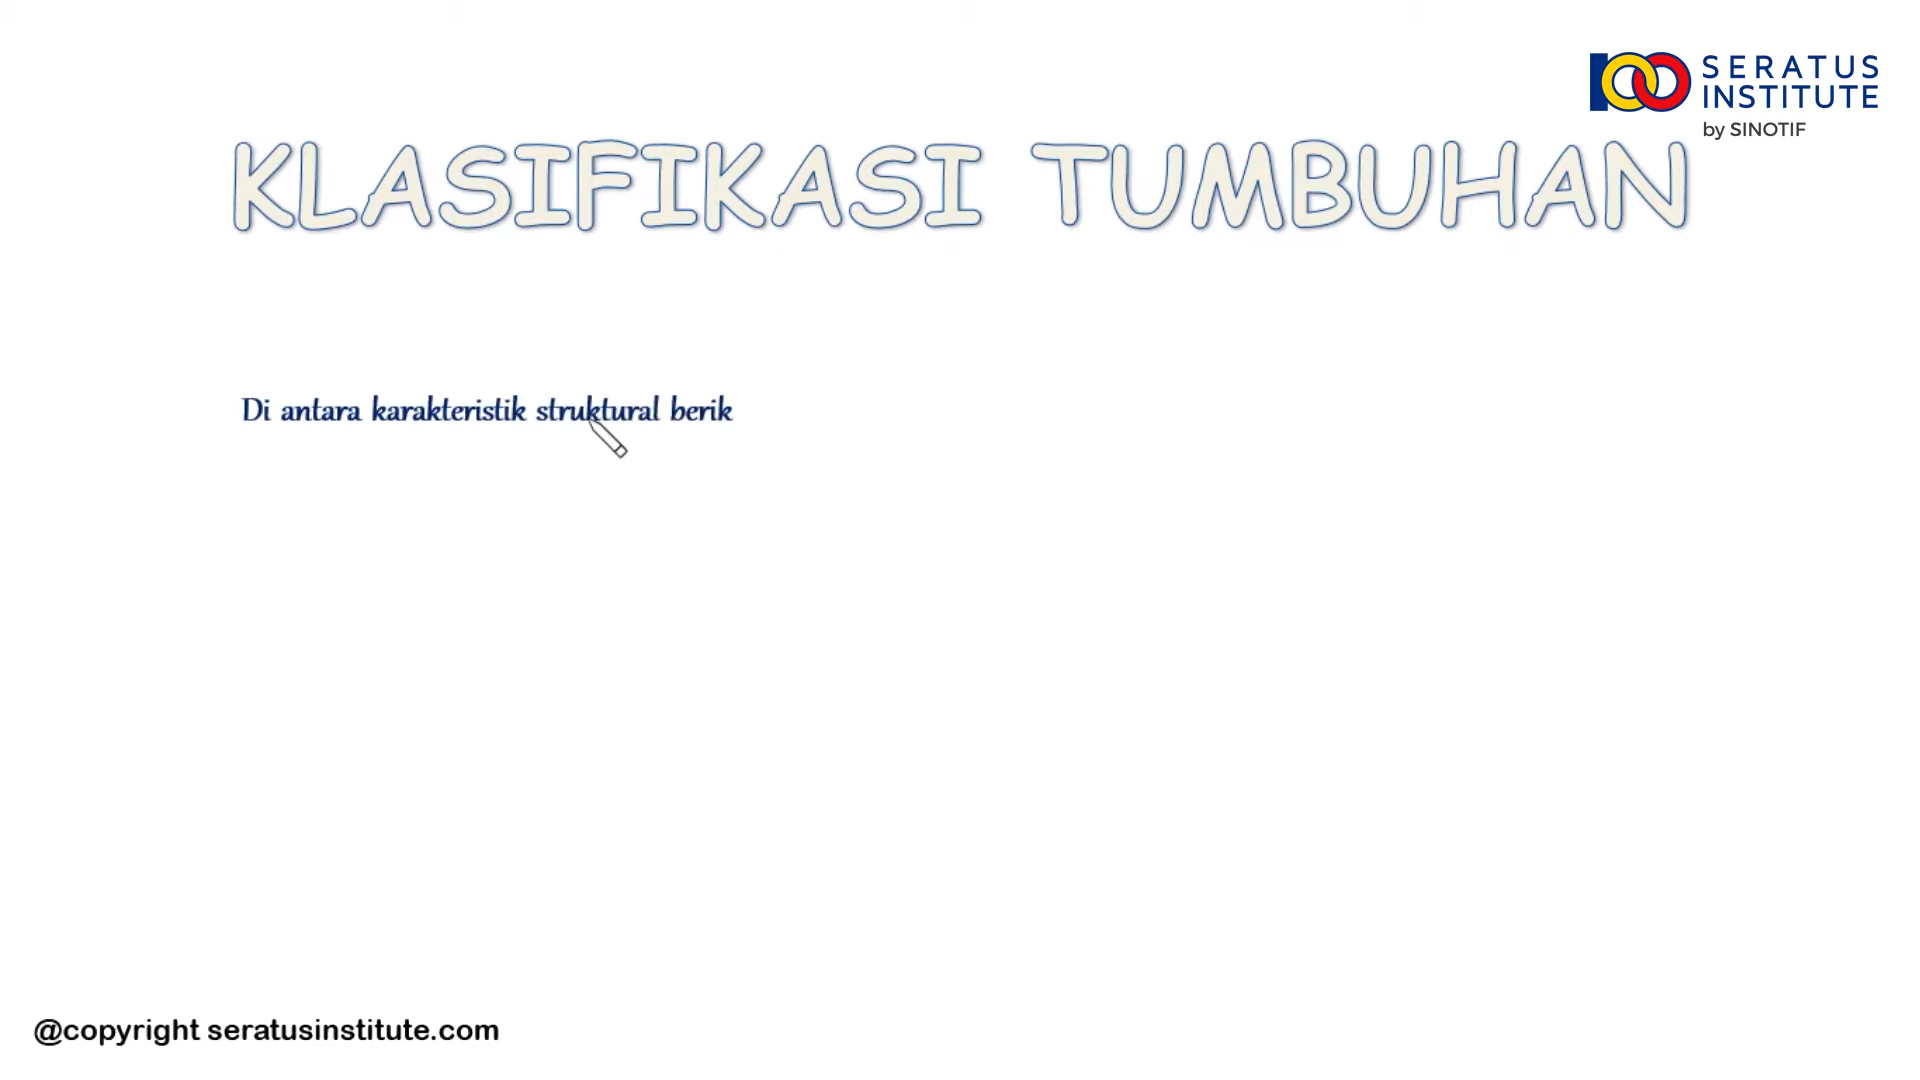 SERATUS
INSTITUTE
by SINOTIF
KLASIFIKASI TUMBUHAN
Di antara karakteristik struktural berik
@copyright seratusinstitute.com